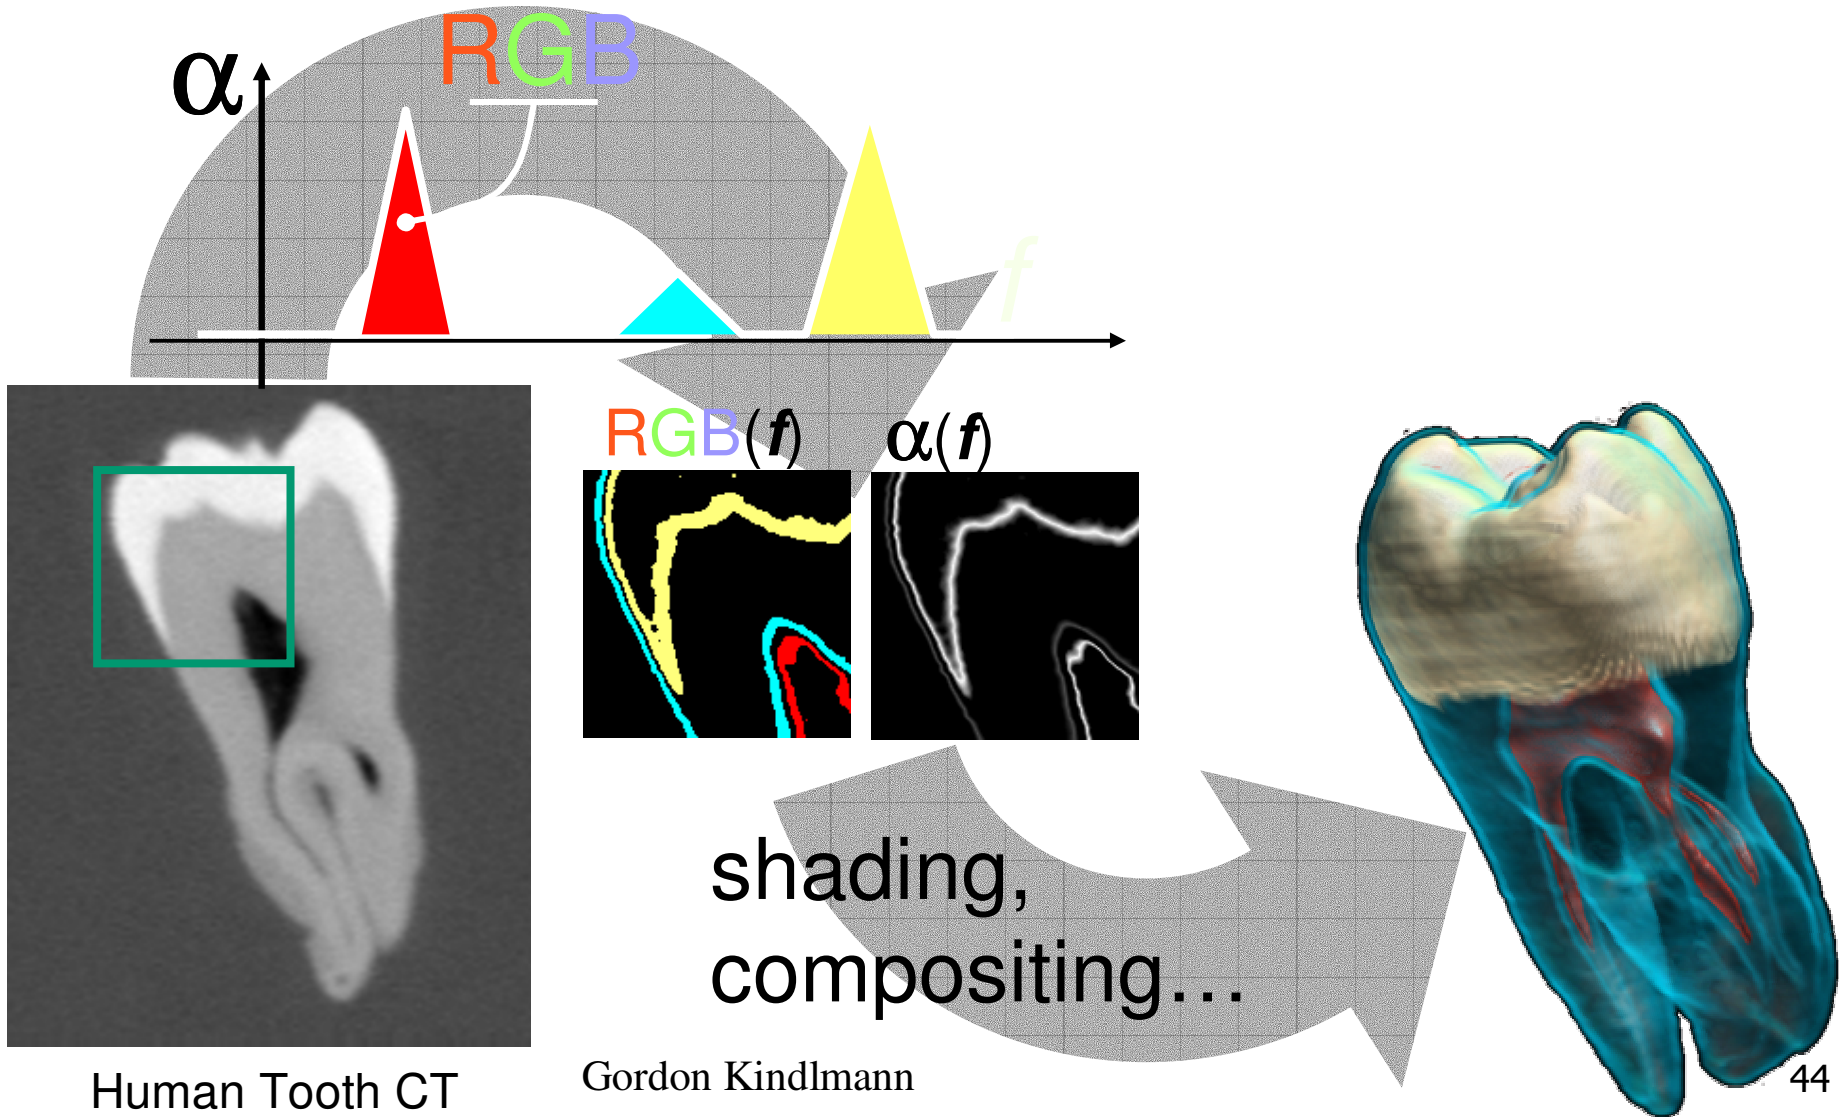 RGB
α
f
RGB(f) α(f)
shading,
compositing…
Human Tooth CT
Gordon Kindlmann
44